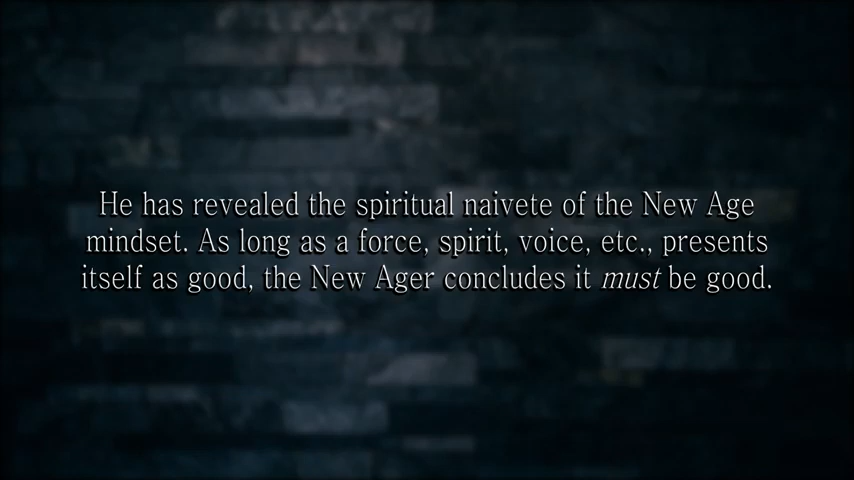 He has revealed the spiritual naivete of the New Age
mindset. As long as a force, spirit, voice, etc., presents
itself as good, the New Ager concludes it must be good.